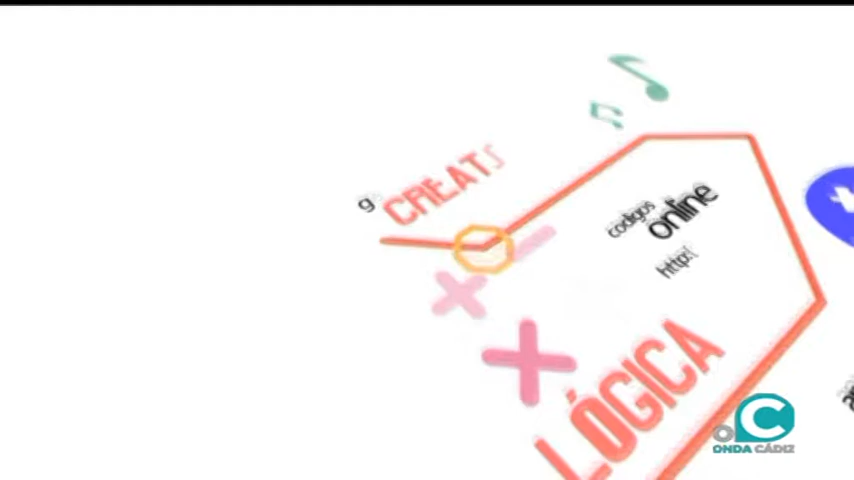 CREAT
codigos
online
http:
LÓGICA
ONDA CÁDIZ